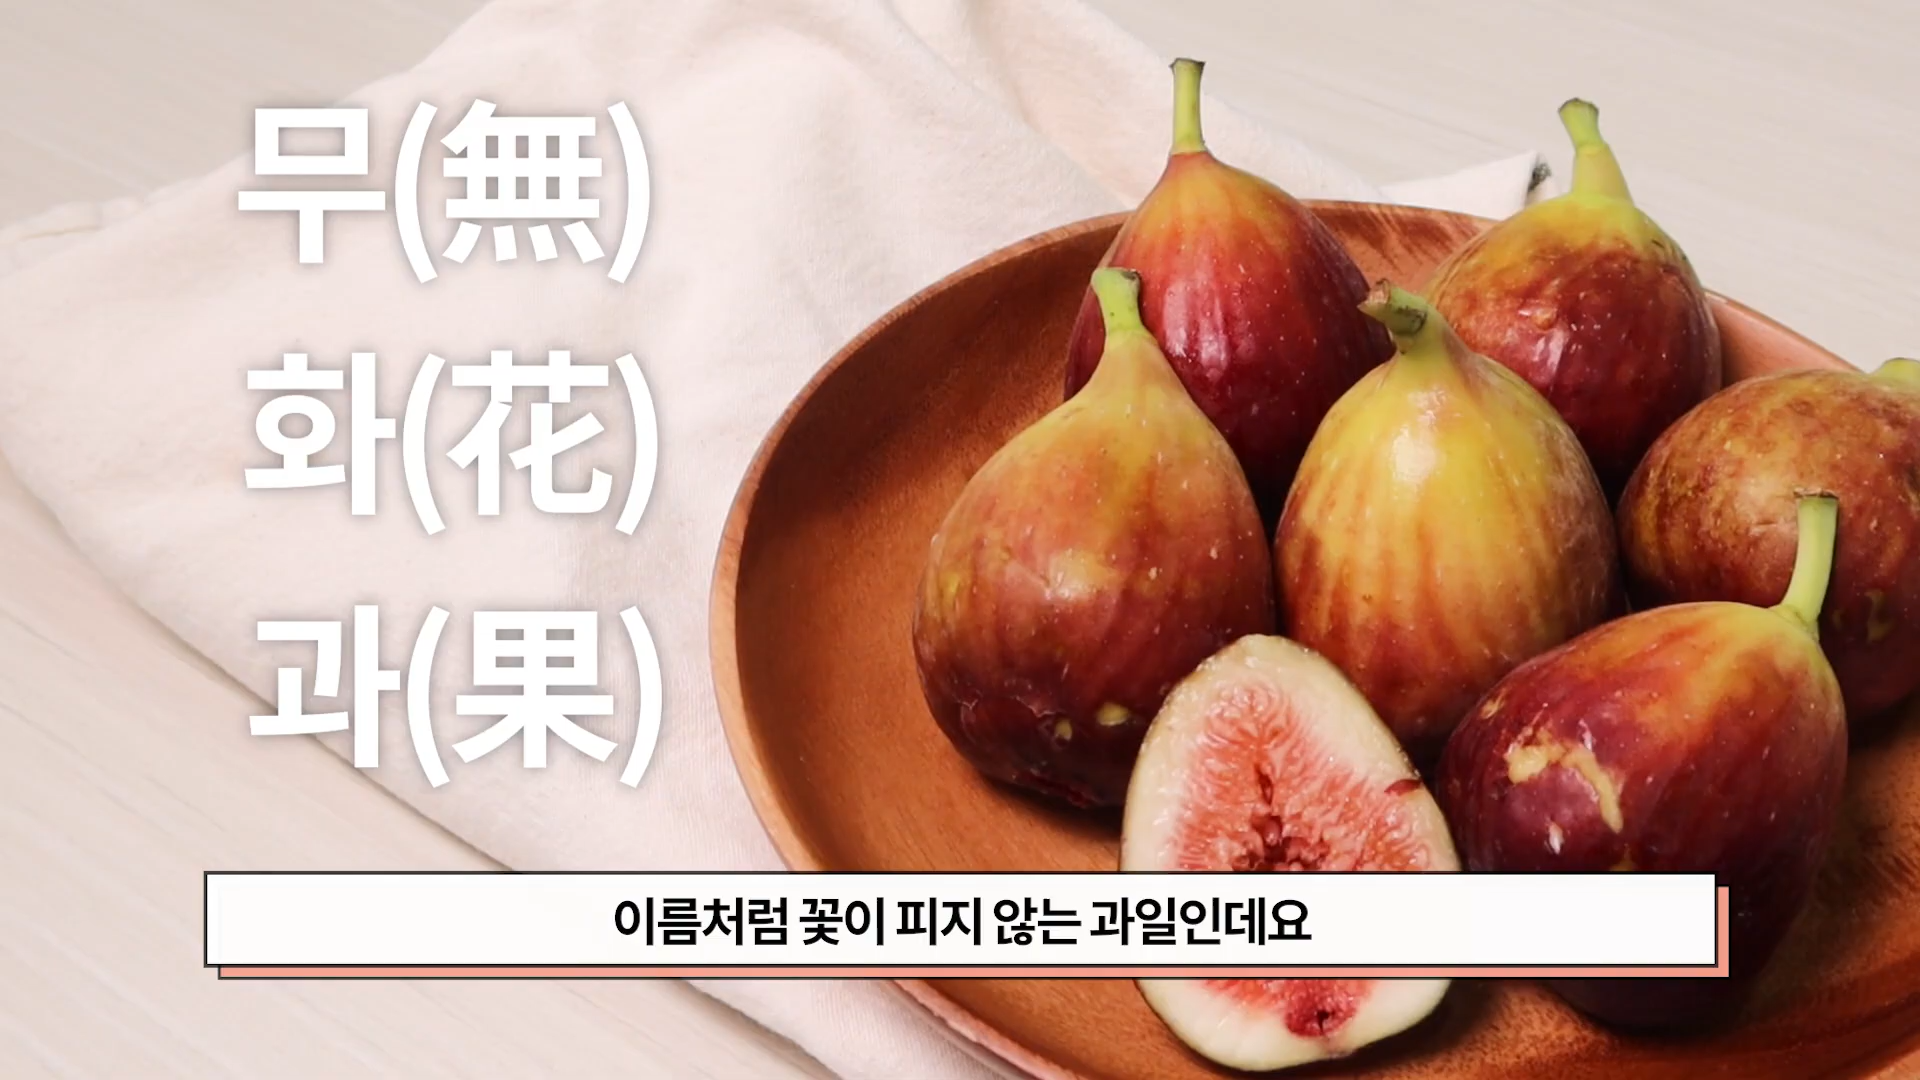 무(無)
화(花)
과(果)
이름처럼 꽃이 피지 않는 과일인데요